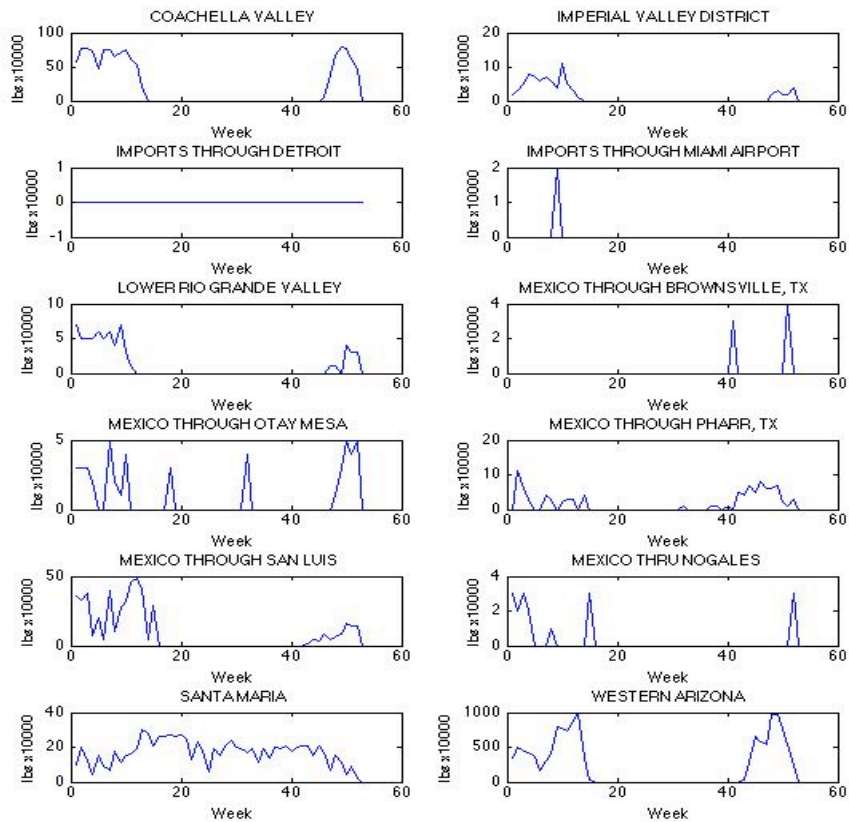 COACHELLA VALLEY
lbs x10000
100
50
0
0 20 40 60
Week
IMPERIAL VALLEY DISTRICT
lbs x10000
20
10
0
0 20 40 60
Week
IMPORTS THROUGH DETROIT
lbs x10000
1
0
-1
0 20 40 60
Week
IMPORTS THROUGH MIAMI AIRPORT
lbs x10000
2
1
0
0 20 40 60
Week
LOWER RIO GRANDE VALLEY
lbs x10000
10
5
0
0 20 40 60
Week
MEXICO THROUGH BROWNSVILLE, TX
lbs x10000
4
2
0
0 20 40 60
Week
MEXICO THROUGH OTAY MESA
lbs x10000
5
0
0 20 40 60
Week
MEXICO THROUGH PHARR, TX
lbs x10000
20
10
0
0 20 40 60
Week
MEXICO THROUGH SAN LUIS
lbs x10000
50
0
0 20 40 60
Week
MEXICO THRU NOGALES
lbs x10000
4
2
0
0 20 40 60
Week
SANTA MARIA
lbs x10000
40
20
0
0 20 40 60
Week
WESTERN ARIZONA
lbs x10000
1000
500
0
0 20 40 60
Week